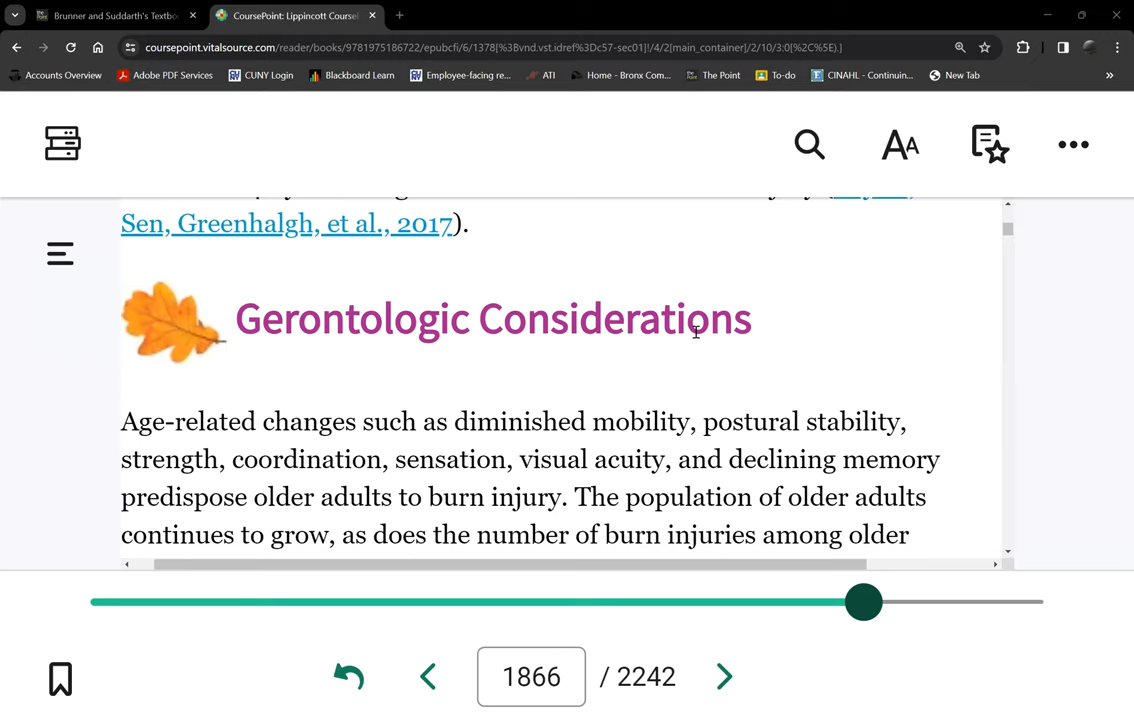 Brunner and Suddarth's Textbo
CoursePoint: Lippincott Course
coursepoint.vitalsource.com/reader/books/9781975186722/epubcfi/6/1378[%3Bvnd.vst.idref%3Dc57-sec01]!/4/2[main_container]/2/10/3:0[%2C%5E).]
Accounts Overview
Adobe PDF Services
CUNY Login
Blackboard Learn
Employee-facing re...
ATI
Home - Bronx Com...
The Point
To-do
CINAHL - Continuin...
New Tab
»
AA
Sen, Greenhalgh, et al., 2017).
Gerontologic Considerations
Age-related changes such as diminished mobility, postural stability,
strength, coordination, sensation, visual acuity, and declining memory
predispose older adults to burn injury. The population of older adults
continues to grow, as does the number of burn injuries among older
1866 / 2242